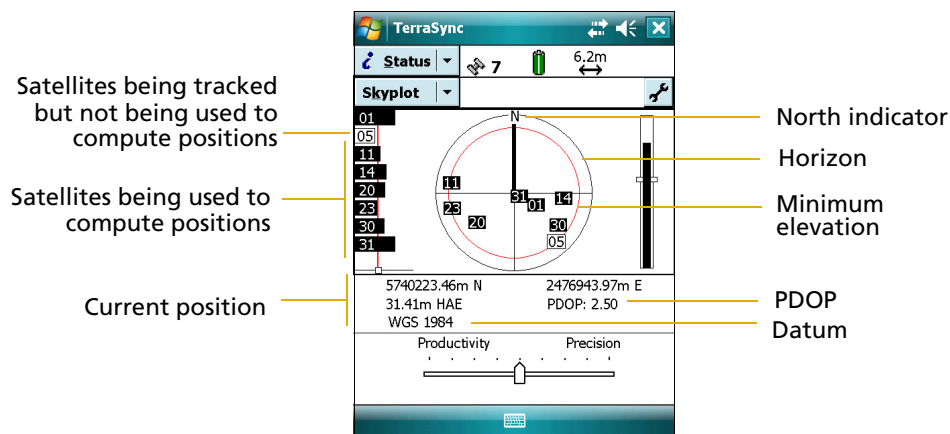 TerraSync
Status
7
6.2m
Skyplot
Satellites being tracked
but not being used to
compute positions
Satellites being used to
compute positions
Current position
01
05
11
14
20
23
30
31
N
11
23
20
31
01
14
30
05
North indicator
Horizon
Minimum
elevation
PDOP
Datum
5740223.46m N 2476943.97m E
31.41m HAE PDOP: 2.50
WGS 1984
Productivity Precision